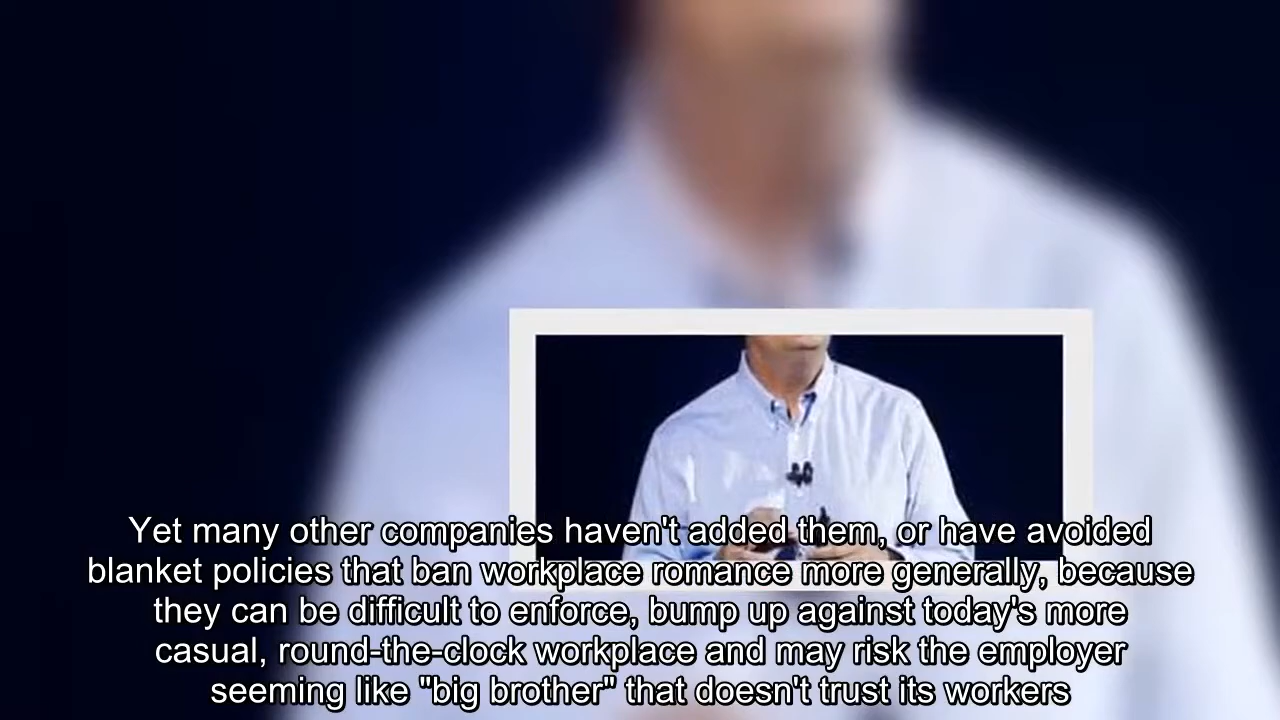 Yet many other companies haven't added them, or have avoided
blanket policies that ban workplace romance more generally, because
they can be difficult to enforce, bump up against today's more
casual, round-the-clock workplace and may risk the employer
seeming like "big brother" that doesn't trust its workers